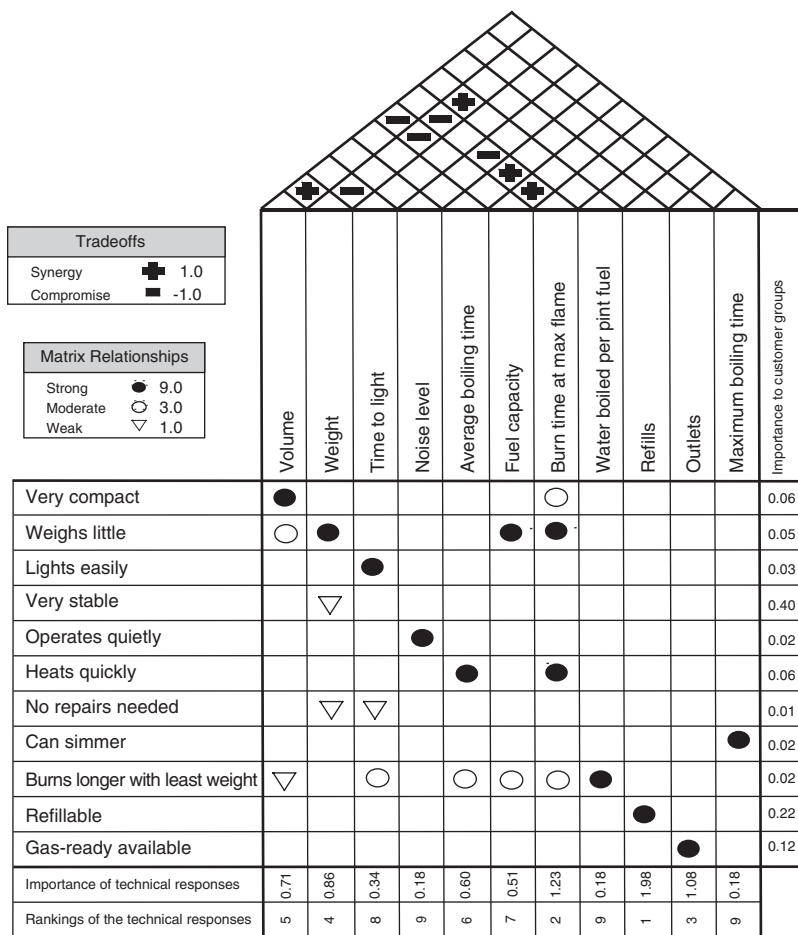 Tradeoffs
Synergy 1.0
Compromise -1.0
Matrix Relationships
Strong 9.0
Moderate 3.0
Weak 1.0
Volume
Weight
Time to light
Noise level
Average boiling time
Fuel capacity
Burn time at max flame
Water boiled per pint fuel
Refills
Outlets
Maximum boiling time
Importance to customer groups
Very compact 0.06
Weighs little 0.05
Lights easily 0.03
Very stable 0.40
Operates quietly 0.02
Heats quickly 0.06
No repairs needed 0.01
Can simmer 0.02
Burns longer with least weight 0.02
Refillable 0.22
Gas-ready available 0.12
Importance of technical responses 0.71 0.86 0.34 0.18 0.60 0.51 1.23 0.18 1.98 1.08 0.18
Rankings of the technical responses 5 4 8 9 6 7 2 9 1 3 9